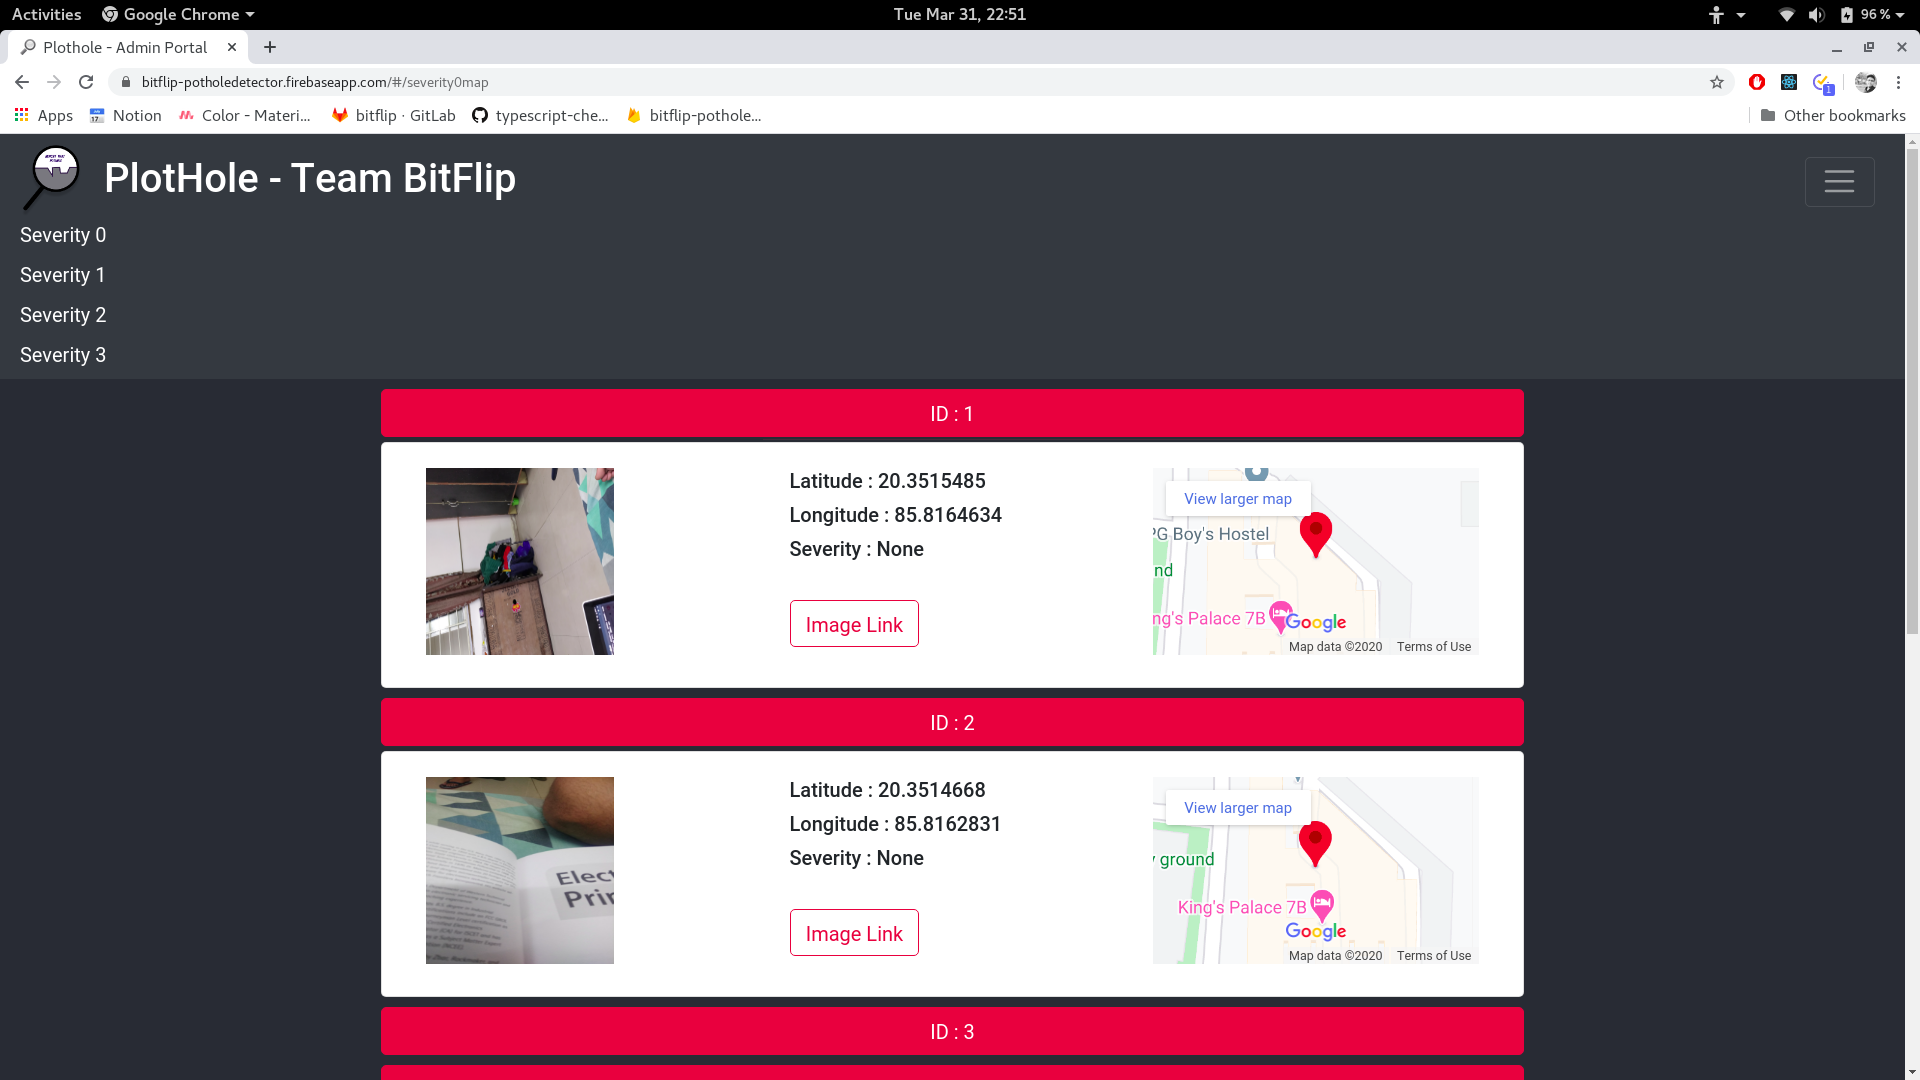 Activities
Google Chrome
Tue Mar 31, 22:51
96 %
Plothole - Admin Portal
bitflip-potholedetector.firebaseapp.com/#/severity0map
1
Apps
Notion
Color - Materi...
bitflip · GitLab
typescript-che...
bitflip-pothole...
Other bookmarks
PlotHole - Team BitFlip
Severity 0
Severity 1
Severity 2
Severity 3
ID : 1
Latitude : 20.3515485
Longitude : 85.8164634
Severity : None
Image Link
View larger map
PG Boy's Hostel
nd
ng's Palace 7B
Google
Map data ©2020 Terms of Use
ID : 2
Elect
Prin
Latitude : 20.3514668
Longitude : 85.8162831
Severity : None
Image Link
View larger map
y ground
King's Palace 7B
Google
Map data ©2020 Terms of Use
ID : 3